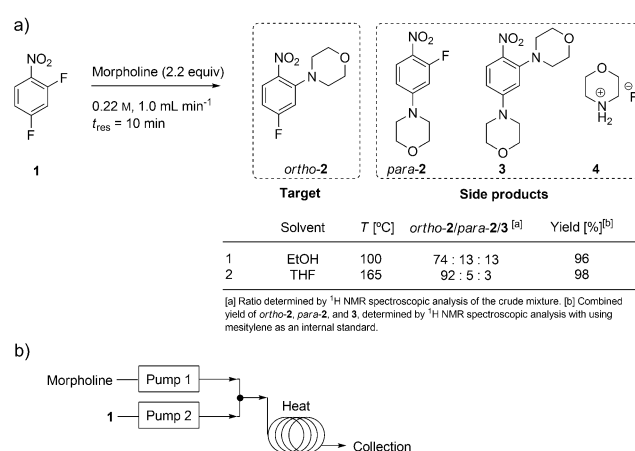 a)
NO₂
F
F
1
Morpholine (2.2 equiv)
0.22 M, 1.0 mL min⁻¹
t_res = 10 min
NO₂
N
O
F
ortho-2
Target
NO₂
F
N
O
para-2
NO₂
N
O
N
O
3
O
⊕
N
H₂
⊖
F
4
Side products
Solvent T [ºC] ortho-2/para-2/3 [a] Yield [%][b]
1 EtOH 100 74 : 13 : 13 96
2 THF 165 92 : 5 : 3 98
[a] Ratio determined by ¹H NMR spectroscopic analysis of the crude mixture. [b] Combined
yield of ortho-2, para-2, and 3, determined by ¹H NMR spectroscopic analysis with using
mesitylene as an internal standard.
b)
Morpholine Pump 1
1 Pump 2
Heat
Collection